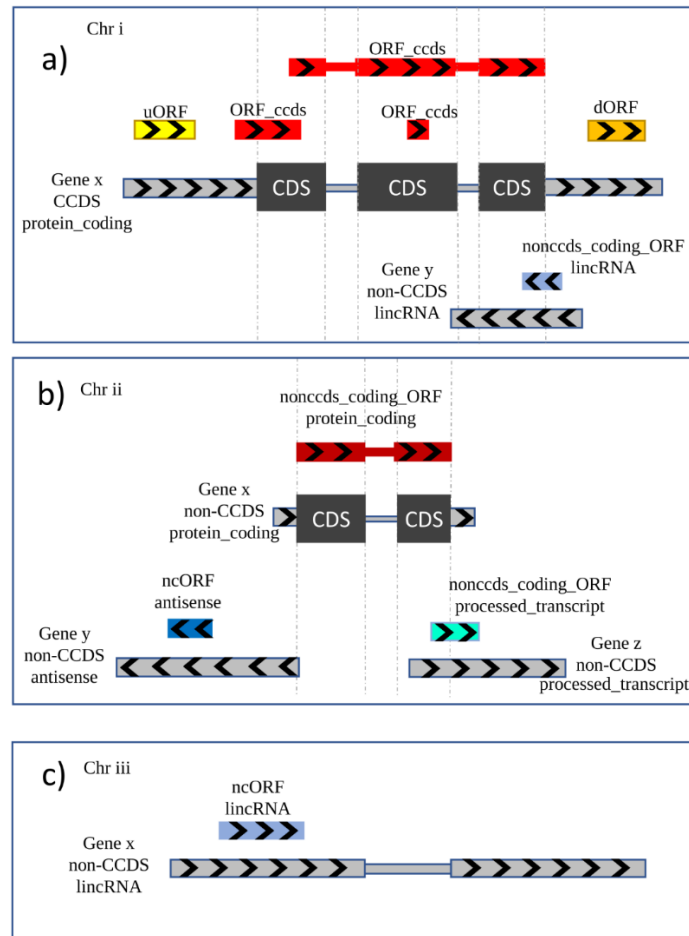 a)
Chr i
ORF_ccds
uORF
ORF_ccds
ORF_ccds
dORF
Gene x
CCDS
protein_coding
CDS
CDS
CDS
nonccds_coding_ORF
lincRNA
Gene y
non-CCDS
lincRNA
b)
Chr ii
nonccds_coding_ORF
protein_coding
Gene x
non-CCDS
protein_coding
CDS
CDS
ncORF
antisense
nonccds_coding_ORF
processed_transcript
Gene y
non-CCDS
antisense
Gene z
non-CCDS
processed_transcript
c)
Chr iii
ncORF
lincRNA
Gene x
non-CCDS
lincRNA